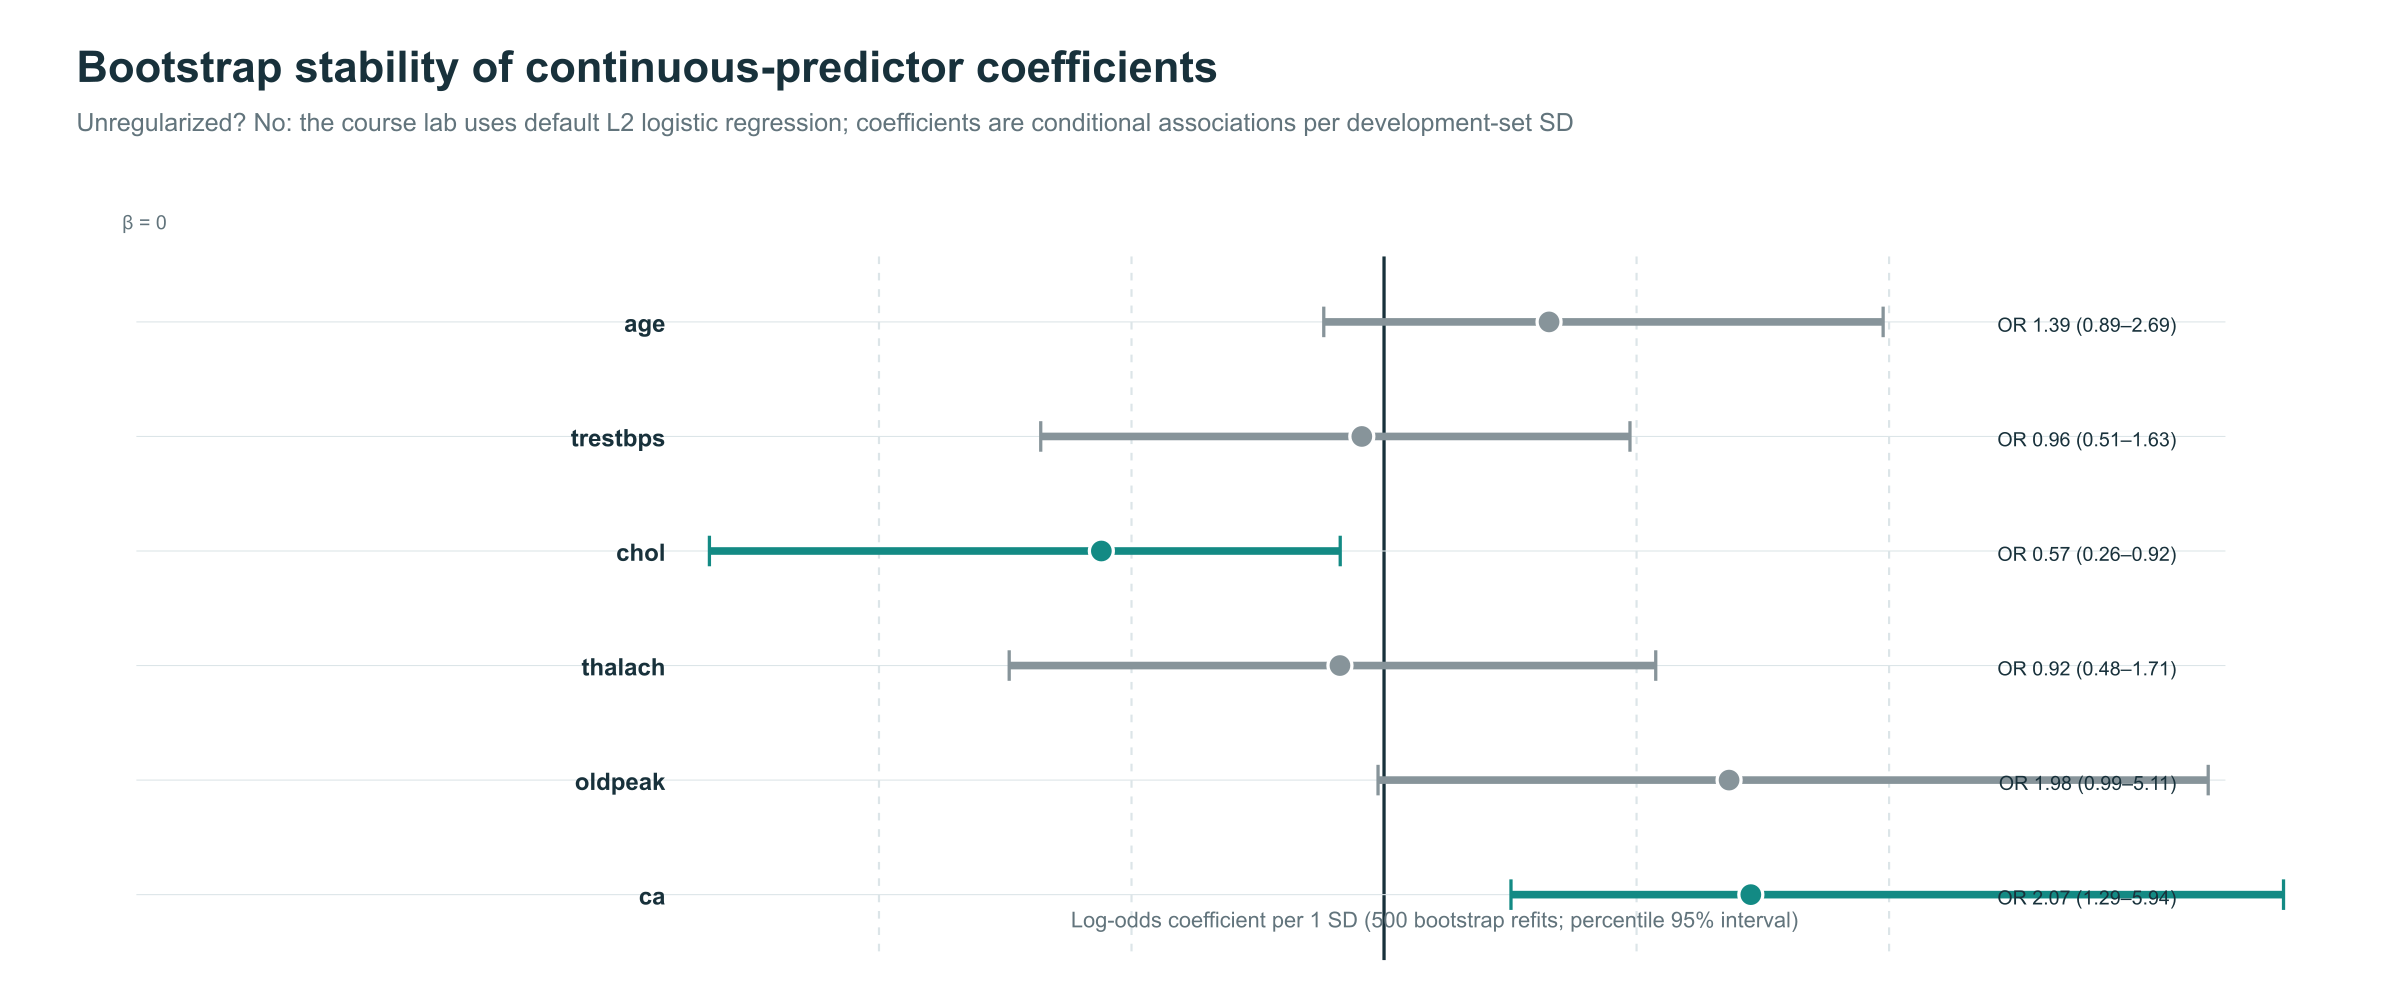 Bootstrap stability of continuous-predictor coefficients
Unregularized? No: the course lab uses default L2 logistic regression; coefficients are conditional associations per development-set SD
β = 0
age OR 1.39 (0.89–2.69)
trestbps OR 0.96 (0.51–1.63)
chol OR 0.57 (0.26–0.92)
thalach OR 0.92 (0.48–1.71)
oldpeak OR 1.98 (0.99–5.11)
ca OR 2.07 (1.29–5.94)
Log-odds coefficient per 1 SD (500 bootstrap refits; percentile 95% interval)